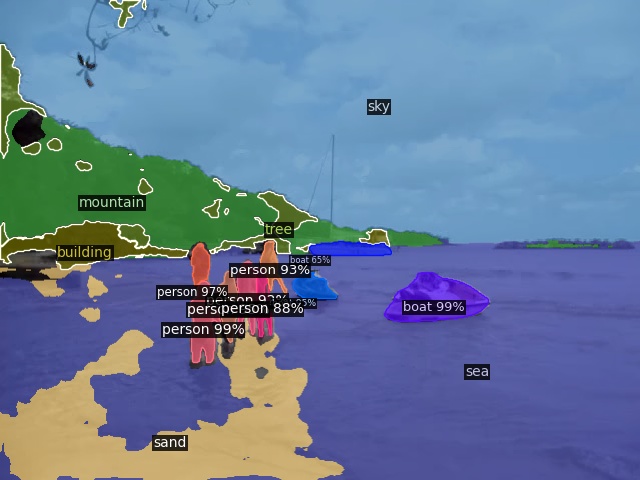 sky
mountain
tree
building
boat 65%
person 93%
person 97%
boat 99%
person 88%
person 99%
sea
sand